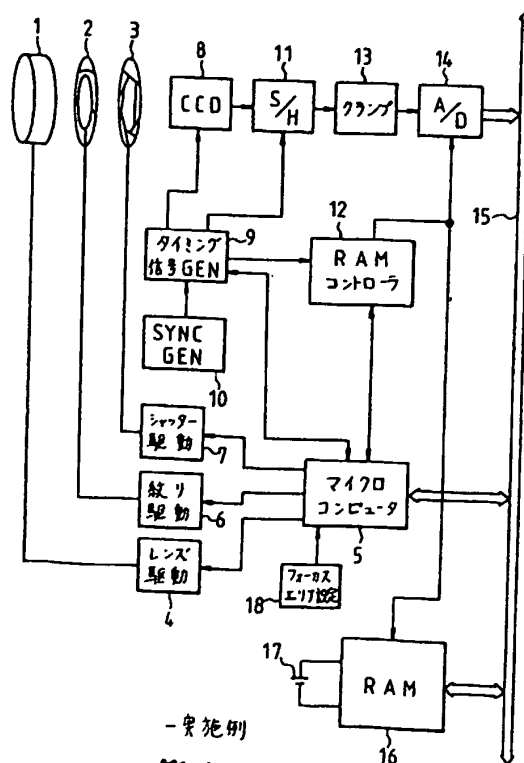 1
2
3
8
CCD
11
S/H
13
クランプ
14
A/D
15
タイミング
信号GEN
9
12
RAM
コントローラ
SYNC
GEN
10
シャッター
駆動
7
絞り
駆動
6
レンズ
駆動
4
マイクロ
コンピュータ
5
フォーカス
エリア設定
18
17
RAM
16
一実施例